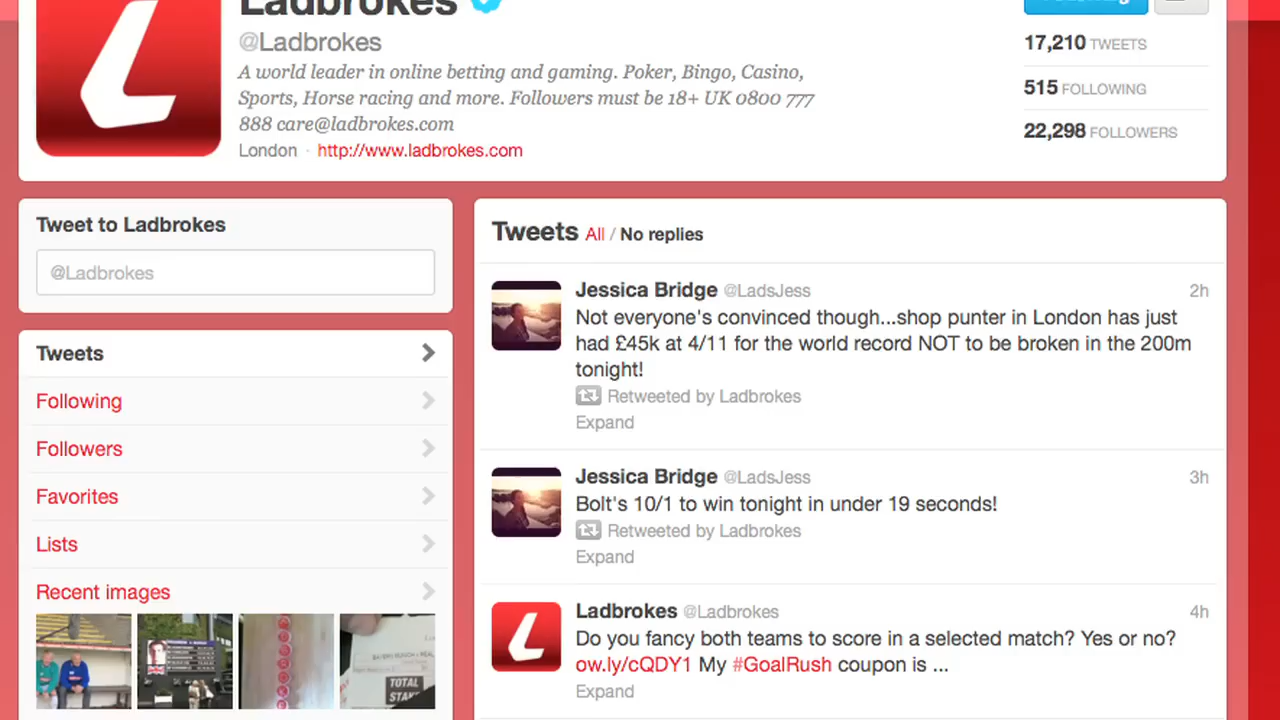 Ladbrokes
@Ladbrokes
A world leader in online betting and gaming. Poker, Bingo, Casino,
Sports, Horse racing and more. Followers must be 18+ UK 0800 777
888 care@ladbrokes.com
London · http://www.ladbrokes.com
Following
17,210 TWEETS
515 FOLLOWING
22,298 FOLLOWERS
Tweet to Ladbrokes
@Ladbrokes
Tweets
Following
Followers
Favorites
Lists
Recent images
TOTAL
STAKE
Tweets All / No replies
Jessica Bridge @LadsJess 2h
Not everyone's convinced though...shop punter in London has just
had £45k at 4/11 for the world record NOT to be broken in the 200m
tonight!
Retweeted by Ladbrokes
Expand
Jessica Bridge @LadsJess 3h
Bolt's 10/1 to win tonight in under 19 seconds!
Retweeted by Ladbrokes
Expand
Ladbrokes @Ladbrokes 4h
Do you fancy both teams to score in a selected match? Yes or no?
ow.ly/cQDY1 My #GoalRush coupon is ...
Expand